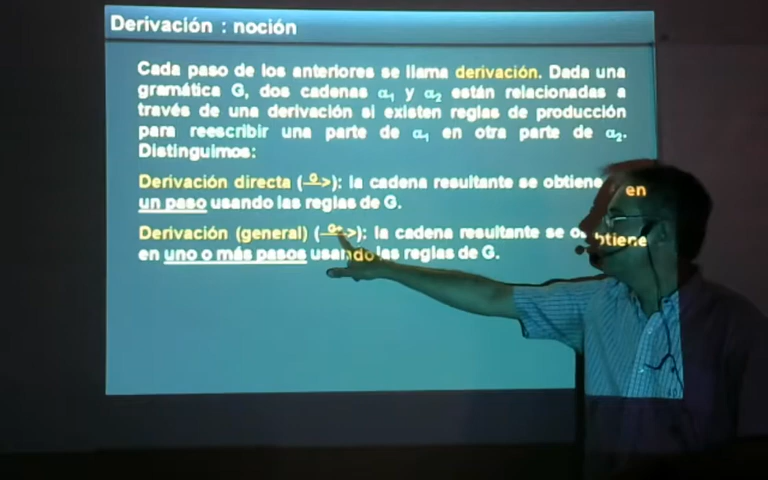 Derivación : noción
Cada paso de los anteriores se llama derivación. Dada una
gramática G, dos cadenas α₁ y α₂ están relacionadas a
través de una derivación si existen reglas de producción
para reescribir una parte de α₁ en otra parte de α₂.
Distinguimos:
Derivación directa (—G—>): la cadena resultante se obtiene en
un paso usando las reglas de G.
Derivación (general) (—G+—>): la cadena resultante se obtiene
en uno o más pasos usando las reglas de G.